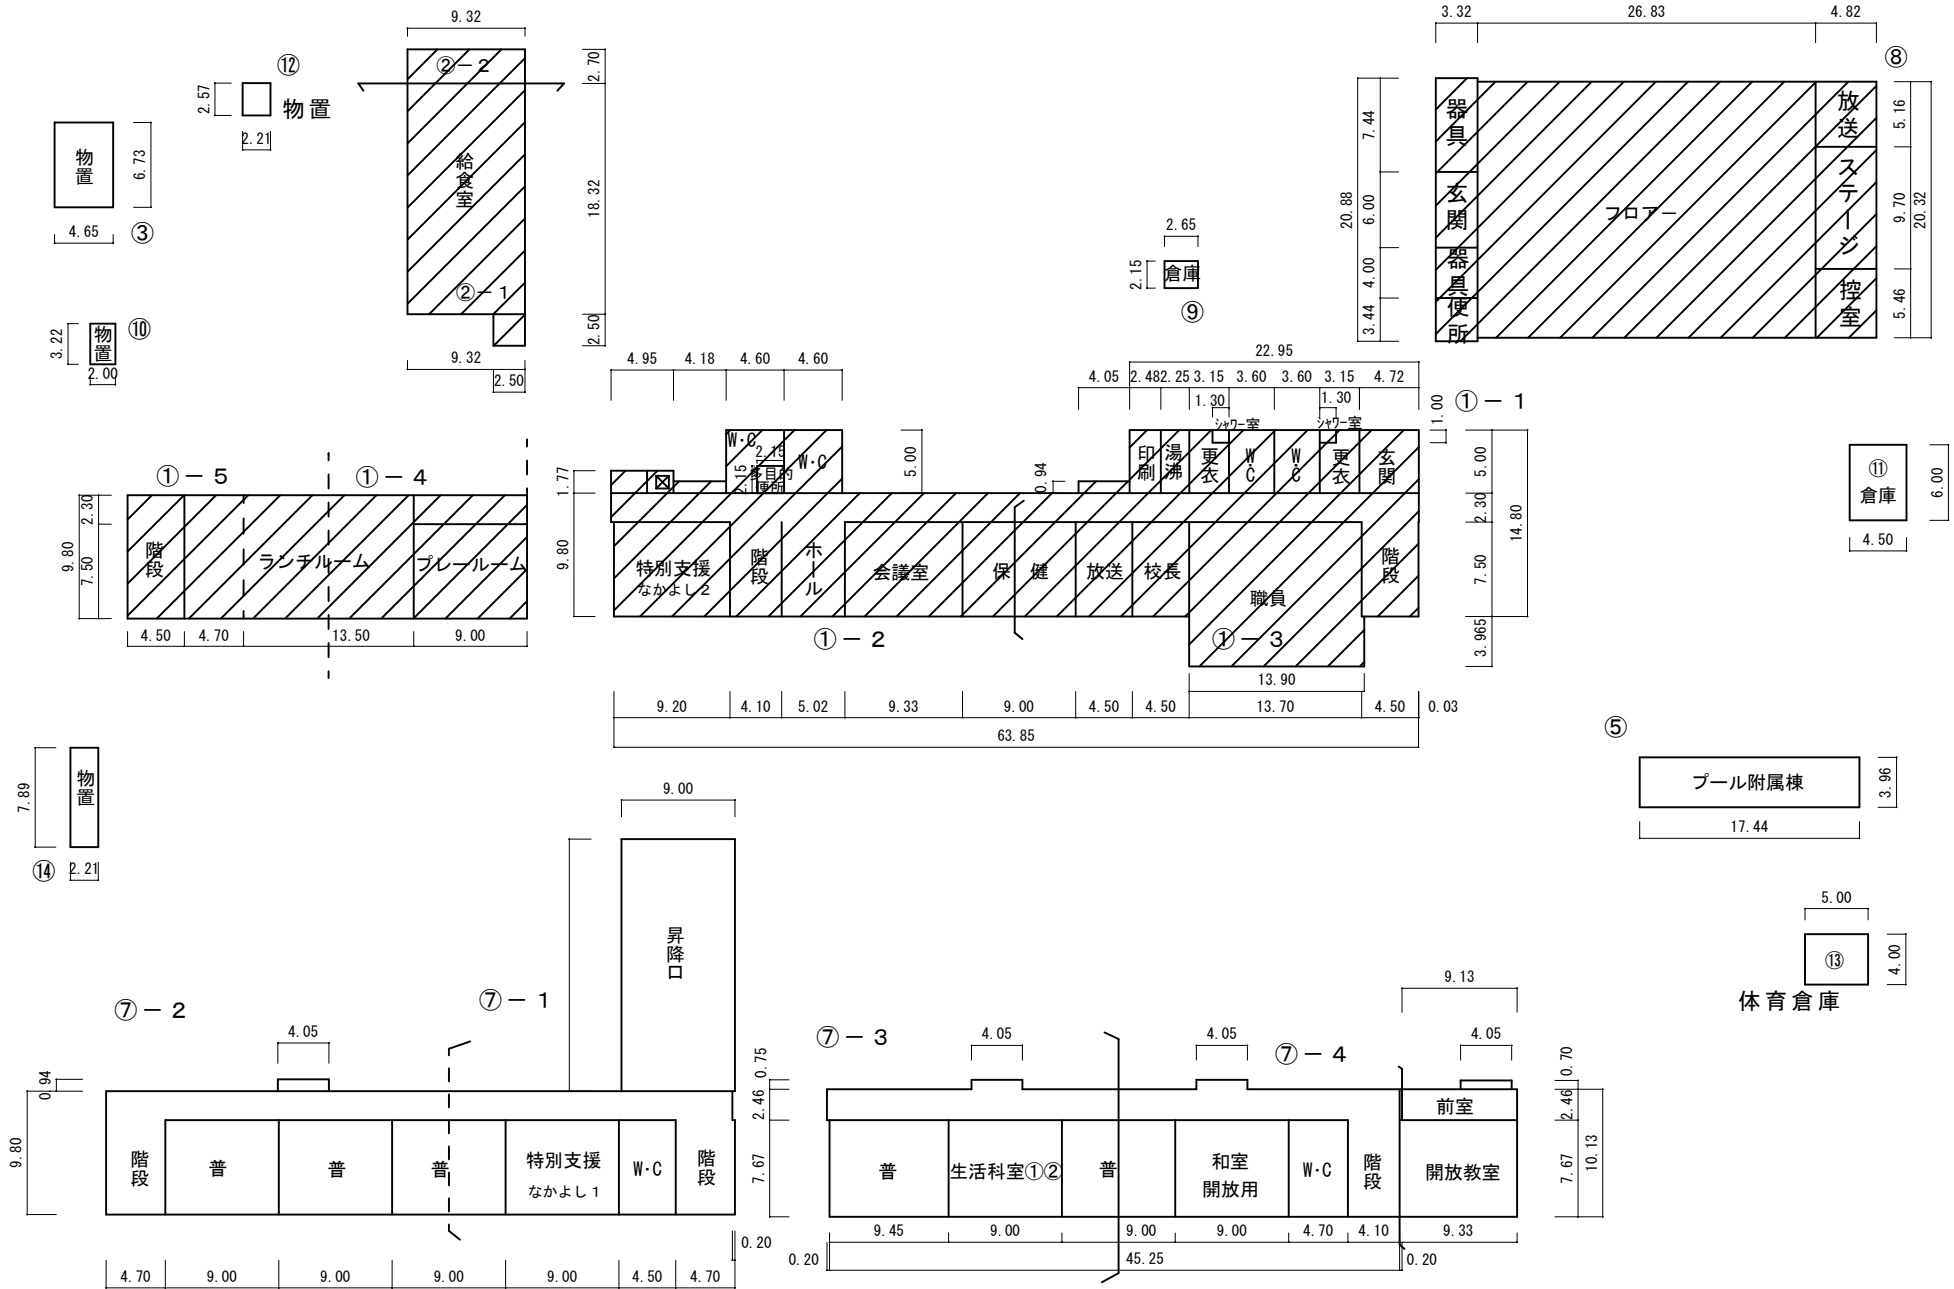 9.32
②-2
2.70
18.32
給食室
②-1
2.50
9.32
2.50
⑫
2.57
物置
2.21
物置
6.73
4.65
③
3.22
物置
⑩
2.00
3.32
26.83
4.82
⑧
器具
玄関
器具
便所
フロアー
放送
ステージ
控室
7.44
6.00
4.00
3.44
20.88
5.16
9.70
5.46
20.32
2.65
2.15
倉庫
⑨
4.95
4.18
4.60
4.60
22.95
4.05
2.48
2.25
3.15
3.60
3.60
3.15
4.72
1.30
1.30
1.00
①-1
シャワー室
シャワー室
W・C
2.15
2.15
多目的
便所
W・C
5.00
0.94
印刷
湯沸
更衣
W・C
W・C
更衣
玄関
1.77
9.80
5.00
2.30
7.50
14.80
3.965
特別支援
なかよし2
階段
ホール
会議室
保健
放送
校長
職員
階段
①-2
①-3
13.90
9.20
4.10
5.02
9.33
9.00
4.50
4.50
13.70
4.50
0.03
63.85
①-5
①-4
2.30
9.80
7.50
階段
ランチルーム
プレールーム
4.50
4.70
13.50
9.00
⑪
倉庫
6.00
4.50
⑤
プール附属棟
3.96
17.44
7.89
物置
⑭
2.21
5.00
⑬
4.00
体育倉庫
9.00
昇降口
⑦-2
⑦-1
4.05
0.94
9.80
階段
普
普
普
特別支援
なかよし1
W・C
階段
4.70
9.00
9.00
9.00
9.00
4.50
4.70
0.20
⑦-3
⑦-4
4.05
4.05
9.13
4.05
0.75
2.46
7.67
0.70
2.46
7.67
10.13
前室
普
生活科室①②
普
和室
開放用
W・C
階段
開放教室
9.45
9.00
9.00
9.00
4.70
4.10
9.33
0.20
45.25
0.20